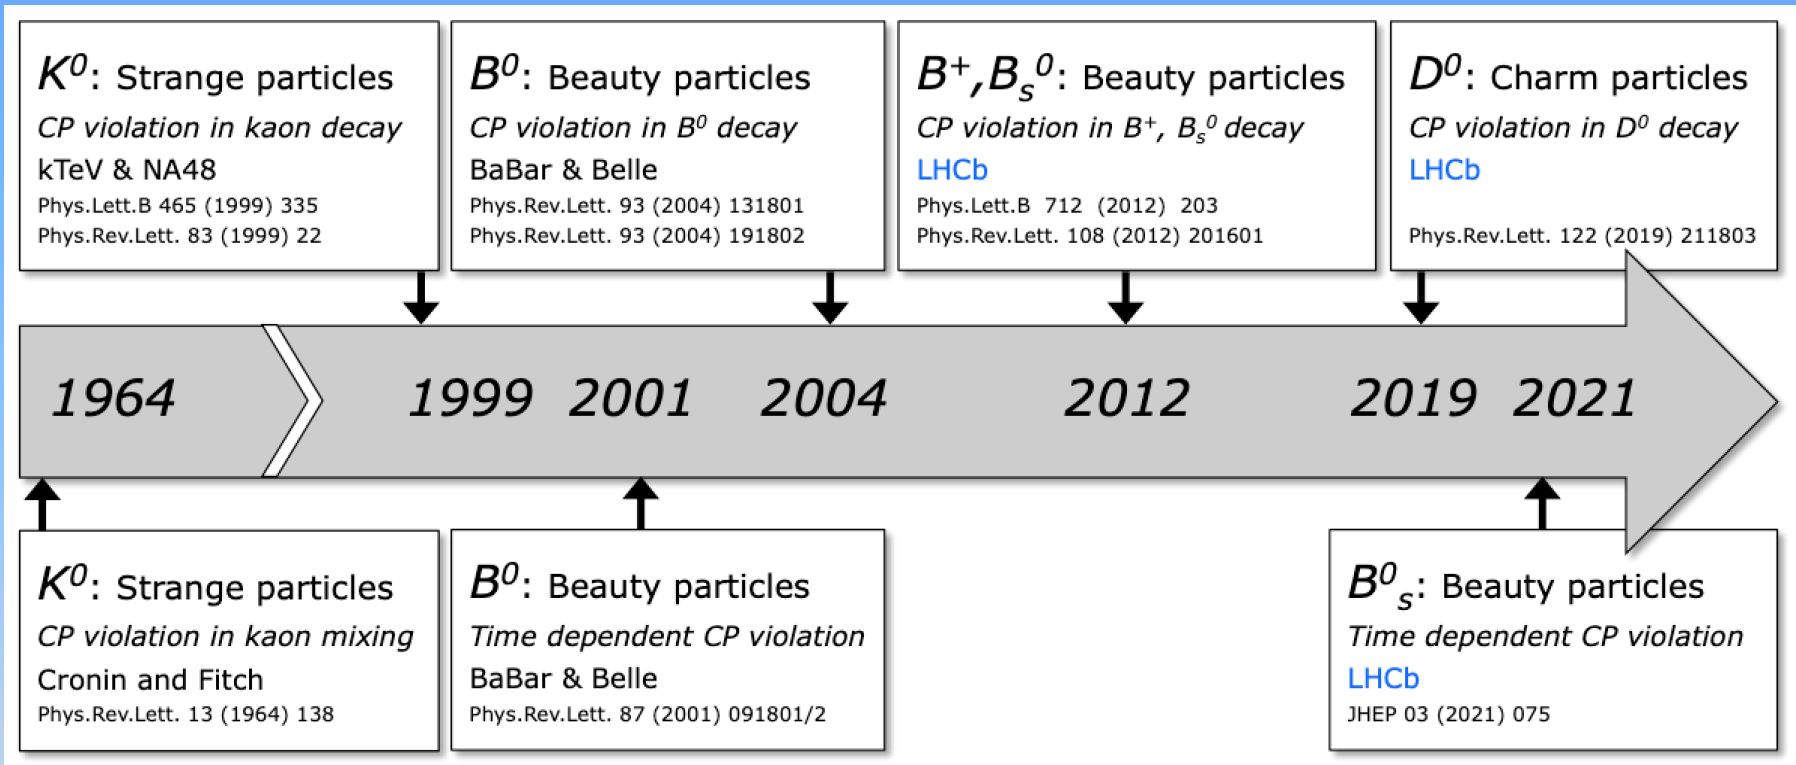 K⁰: Strange particles
CP violation in kaon decay
kTeV & NA48
Phys.Lett.B 465 (1999) 335
Phys.Rev.Lett. 83 (1999) 22
B⁰: Beauty particles
CP violation in B⁰ decay
BaBar & Belle
Phys.Rev.Lett. 93 (2004) 131801
Phys.Rev.Lett. 93 (2004) 191802
B⁺,Bₛ⁰: Beauty particles
CP violation in B⁺, Bₛ⁰ decay
LHCb
Phys.Lett.B 712 (2012) 203
Phys.Rev.Lett. 108 (2012) 201601
D⁰: Charm particles
CP violation in D⁰ decay
LHCb
Phys.Rev.Lett. 122 (2019) 211803
1964 1999 2001 2004 2012 2019 2021
K⁰: Strange particles
CP violation in kaon mixing
Cronin and Fitch
Phys.Rev.Lett. 13 (1964) 138
B⁰: Beauty particles
Time dependent CP violation
BaBar & Belle
Phys.Rev.Lett. 87 (2001) 091801/2
B⁰ₛ: Beauty particles
Time dependent CP violation
LHCb
JHEP 03 (2021) 075